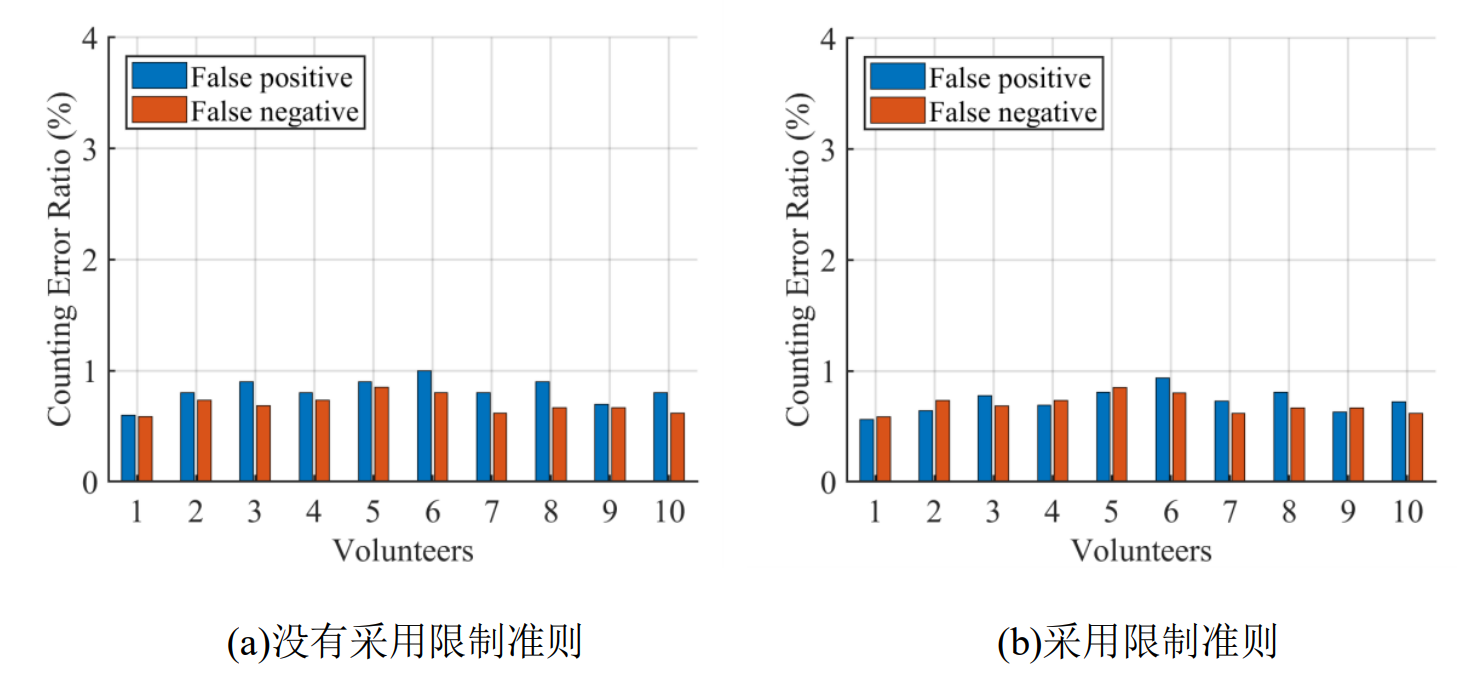 4
3
2
1
0
Counting Error Ratio (%)
False positive
False negative
1 2 3 4 5 6 7 8 9 10
Volunteers
(a)没有采用限制准则
4
3
2
1
0
Counting Error Ratio (%)
False positive
False negative
1 2 3 4 5 6 7 8 9 10
Volunteers
(b)采用限制准则